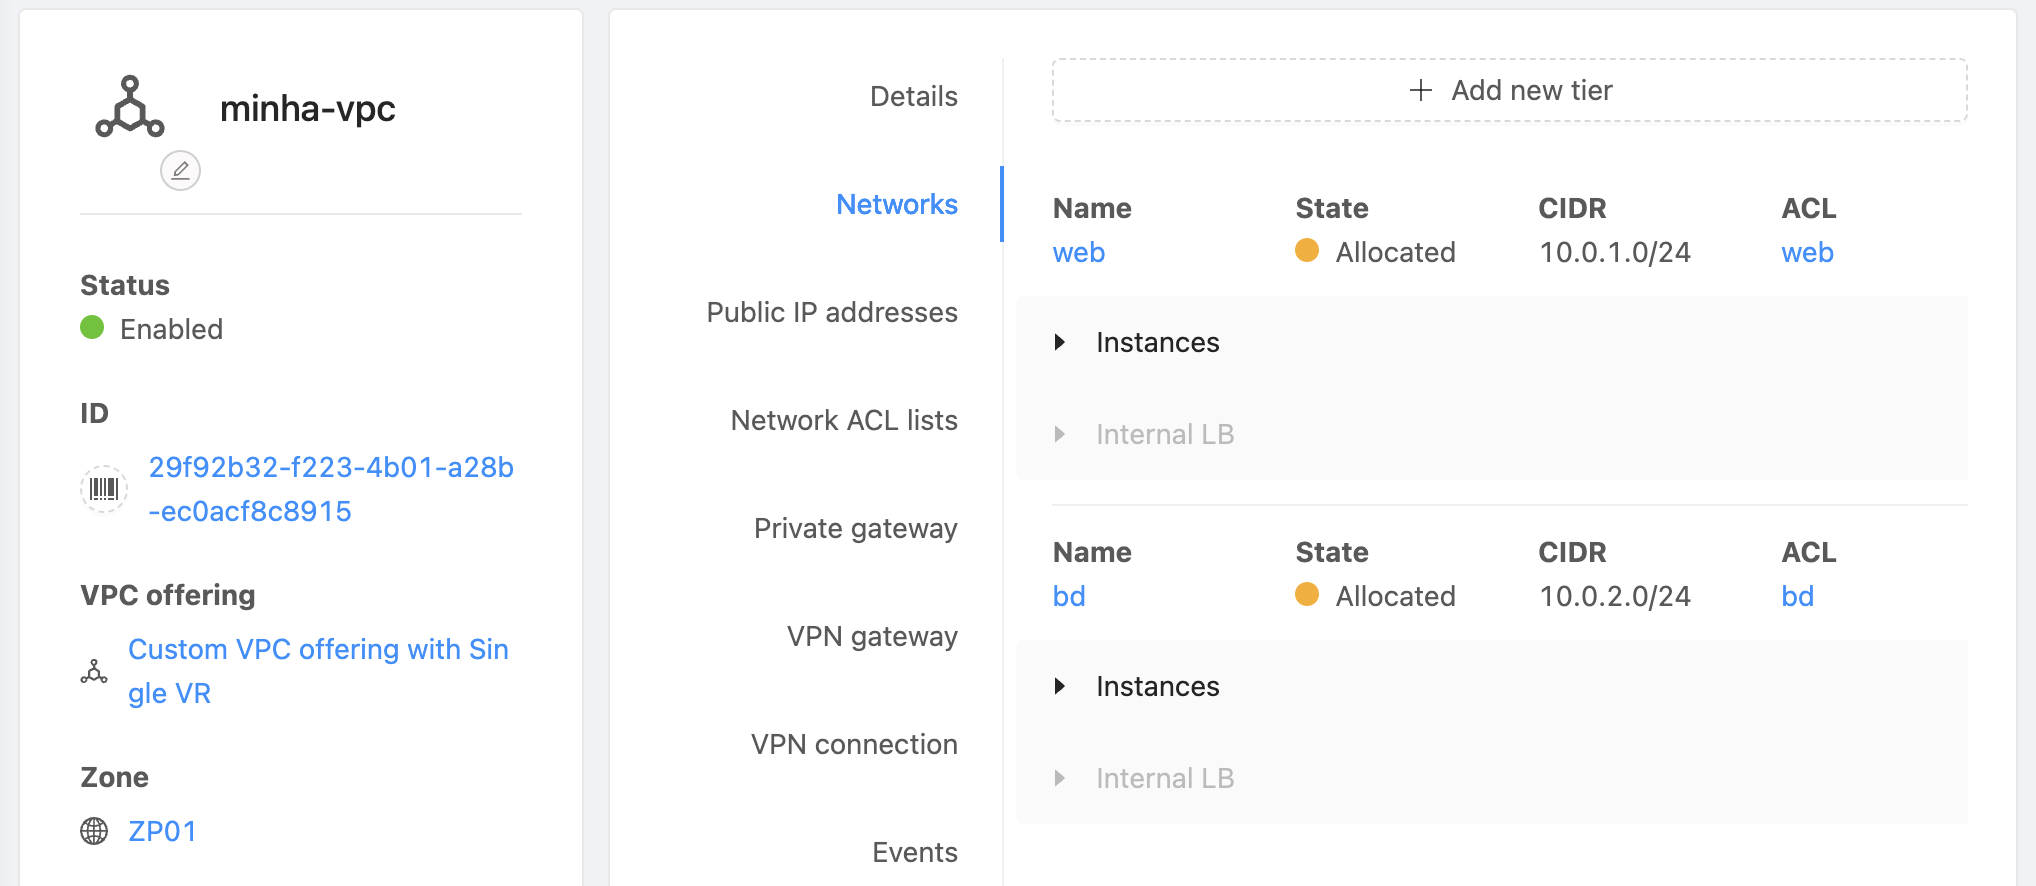 minha-vpc
Status
Enabled
ID
29f92b32-f223-4b01-a28b
-ec0acf8c8915
VPC offering
Custom VPC offering with Sin
gle VR
Zone
ZP01
Details
Networks
Public IP addresses
Network ACL lists
Private gateway
VPN gateway
VPN connection
Events
+ Add new tier
Name State CIDR ACL
web Allocated 10.0.1.0/24 web
Instances
Internal LB
Name State CIDR ACL
bd Allocated 10.0.2.0/24 bd
Instances
Internal LB